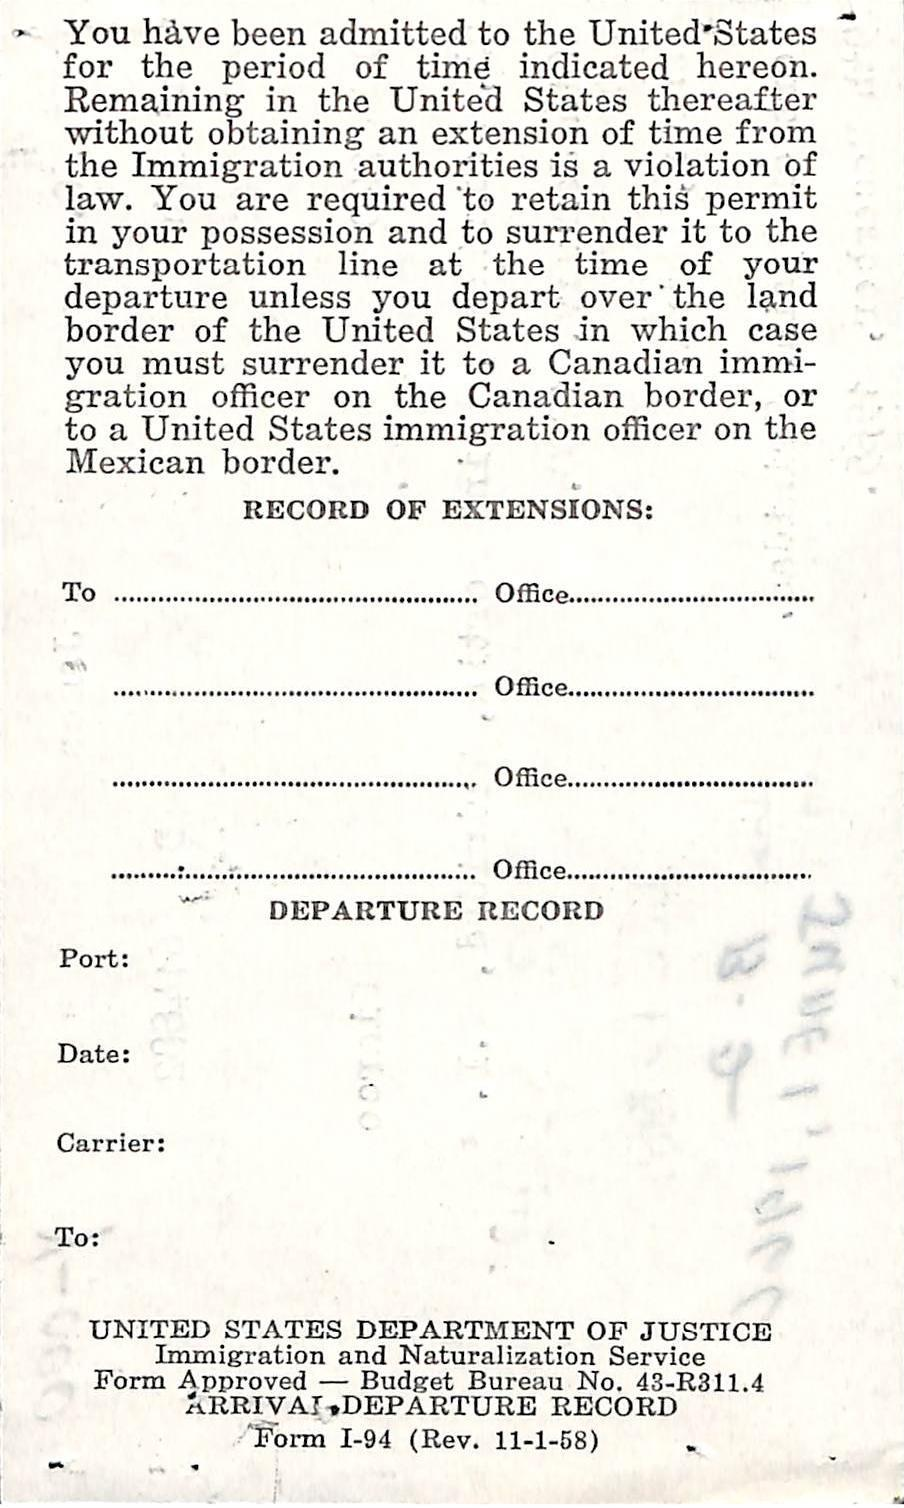 You have been admitted to the United States
for the period of time indicated hereon.
Remaining in the United States thereafter
without obtaining an extension of time from
the Immigration authorities is a violation of
law. You are required to retain this permit
in your possession and to surrender it to the
transportation line at the time of your
departure unless you depart over the land
border of the United States in which case
you must surrender it to a Canadian immi-
gration officer on the Canadian border, or
to a United States immigration officer on the
Mexican border.
RECORD OF EXTENSIONS:
To ................................................ Office................................
................................................ Office................................
................................................ Office................................
................................................ Office................................
DEPARTURE RECORD
Port:
Date:
Carrier:
To:
UNITED STATES DEPARTMENT OF JUSTICE
Immigration and Naturalization Service
Form Approved — Budget Bureau No. 43-R311.4
ARRIVAL-DEPARTURE RECORD
Form I-94 (Rev. 11-1-58)